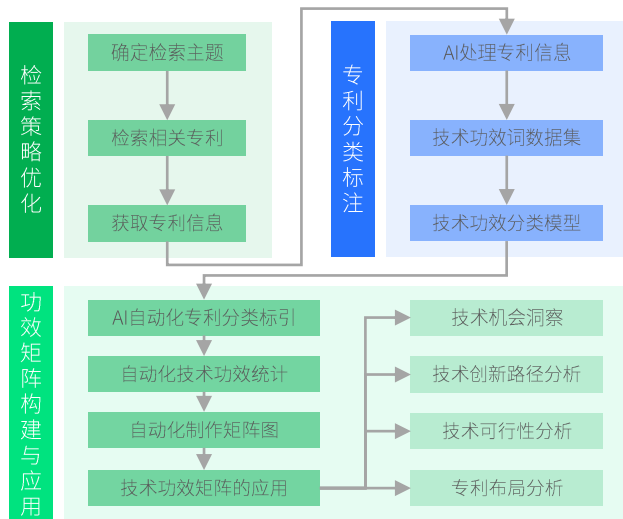 检索策略优化
确定检索主题
检索相关专利
获取专利信息
专利分类标注
AI处理专利信息
技术功效词数据集
技术功效分类模型
功效矩阵构建与应用
AI自动化专利分类标引
自动化技术功效统计
自动化制作矩阵图
技术功效矩阵的应用
技术机会洞察
技术创新路径分析
技术可行性分析
专利布局分析